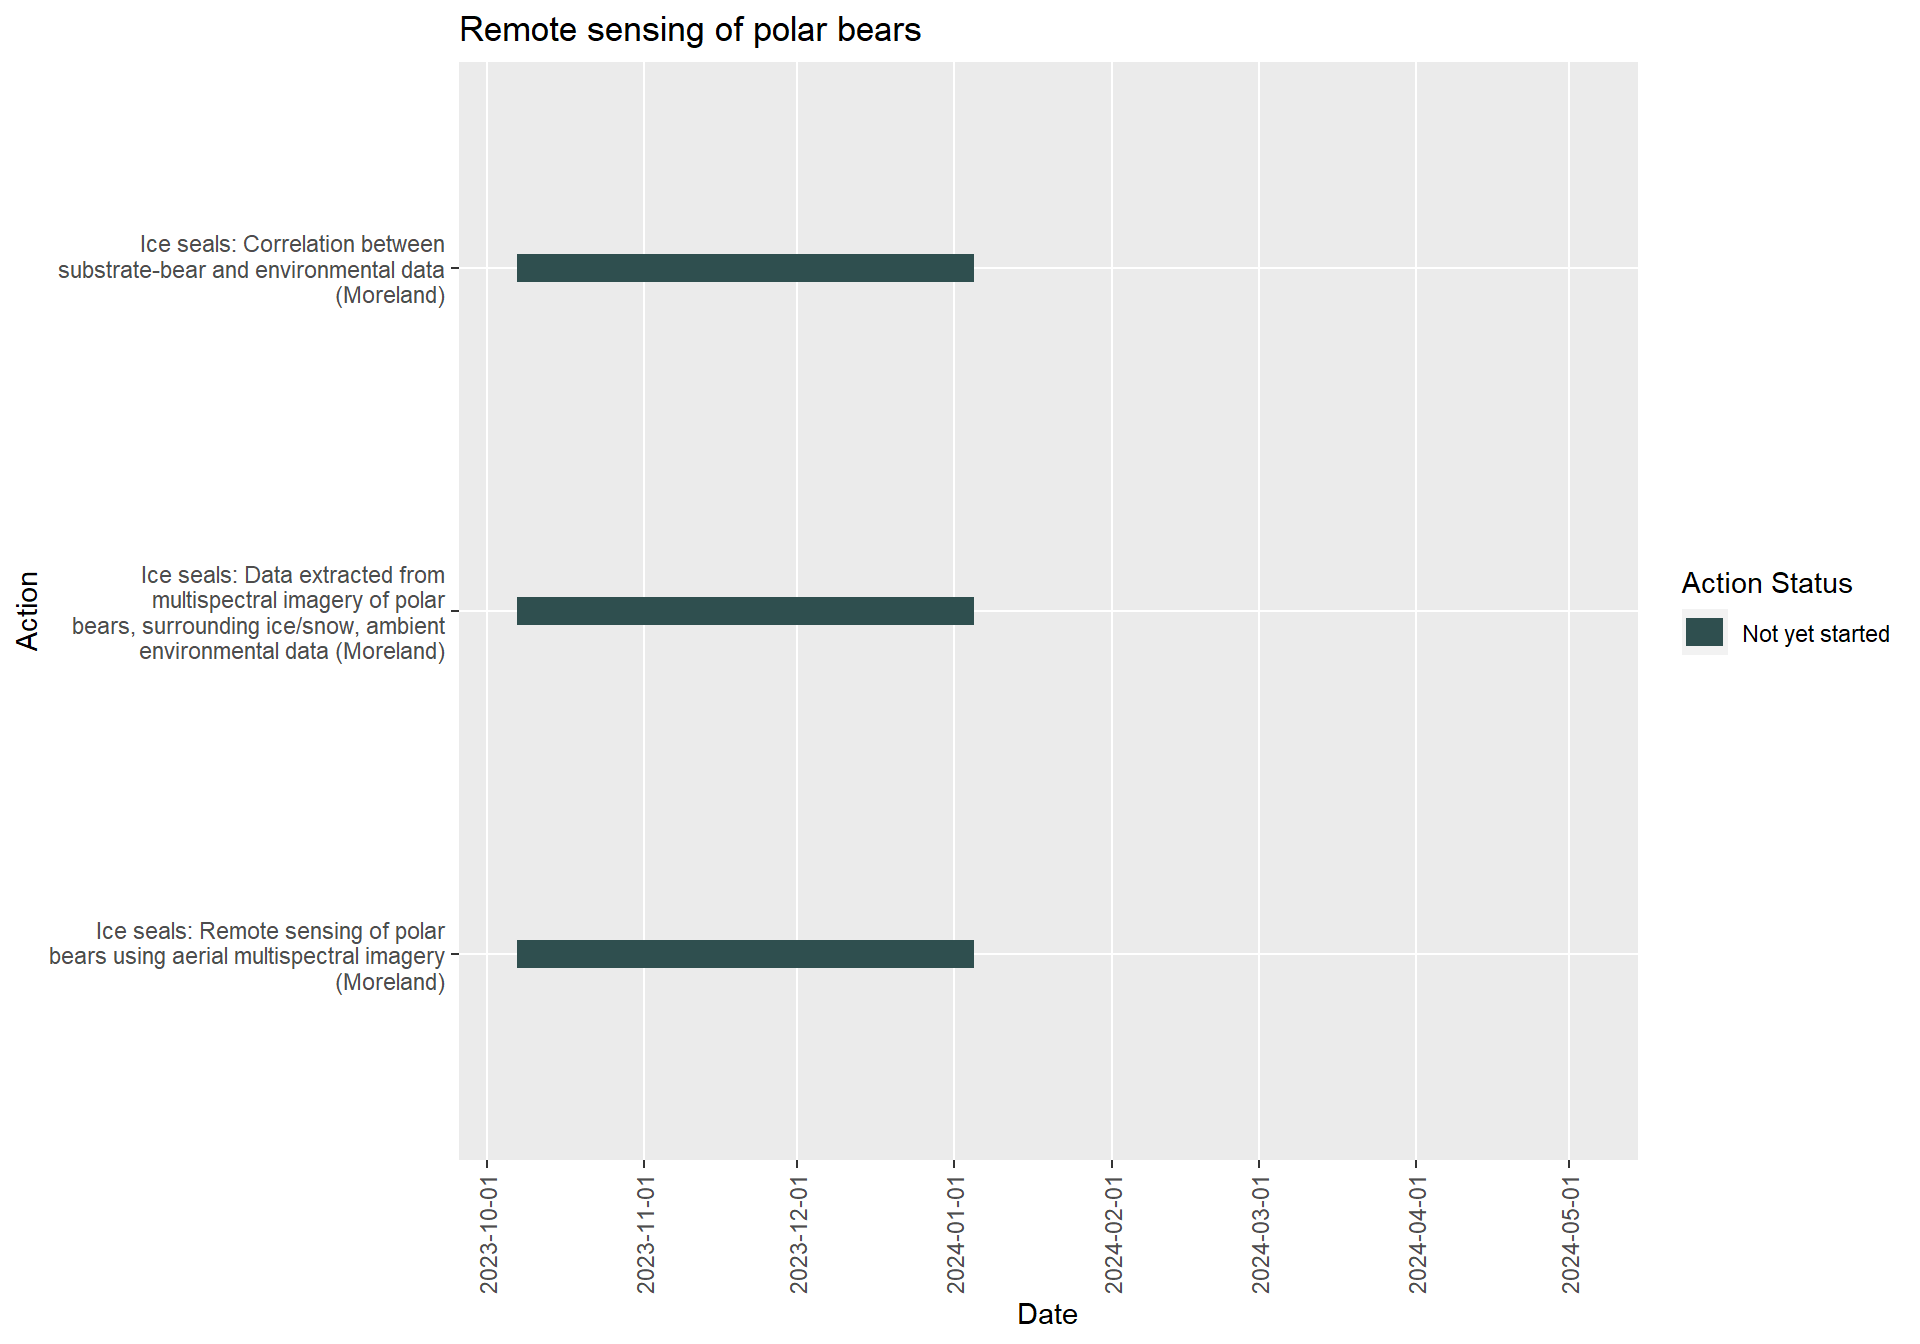 Remote sensing of polar bears
Action
Ice seals: Correlation between
substrate-bear and environmental data
(Moreland)
Ice seals: Data extracted from
multispectral imagery of polar
bears, surrounding ice/snow, ambient
environmental data (Moreland)
Ice seals: Remote sensing of polar
bears using aerial multispectral imagery
(Moreland)
2023-10-01
2023-11-01
2023-12-01
2024-01-01
2024-02-01
2024-03-01
2024-04-01
2024-05-01
Date
Action Status
Not yet started